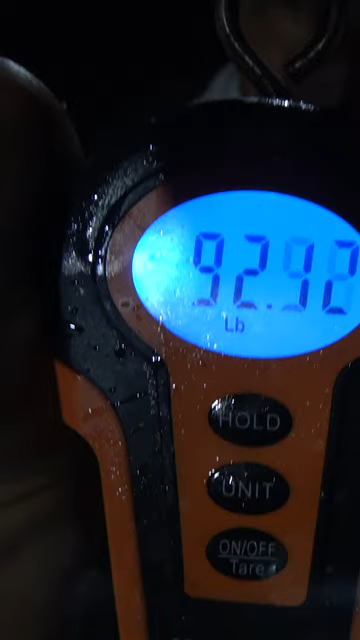 92.92
Lb
HOLD
UNIT
ON/OFF
Tare